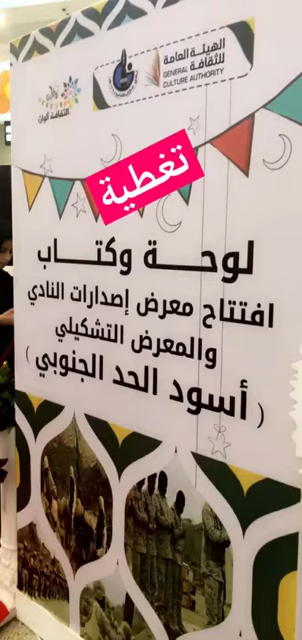 الهيئة العامة
للثقافة
GENERAL
CULTURE AUTHORITY
تغطية
لوحة وكتاب
افتتاح معرض إصدارات النادي
والمعرض التشكيلي
( أسود الحد الجنوبي )